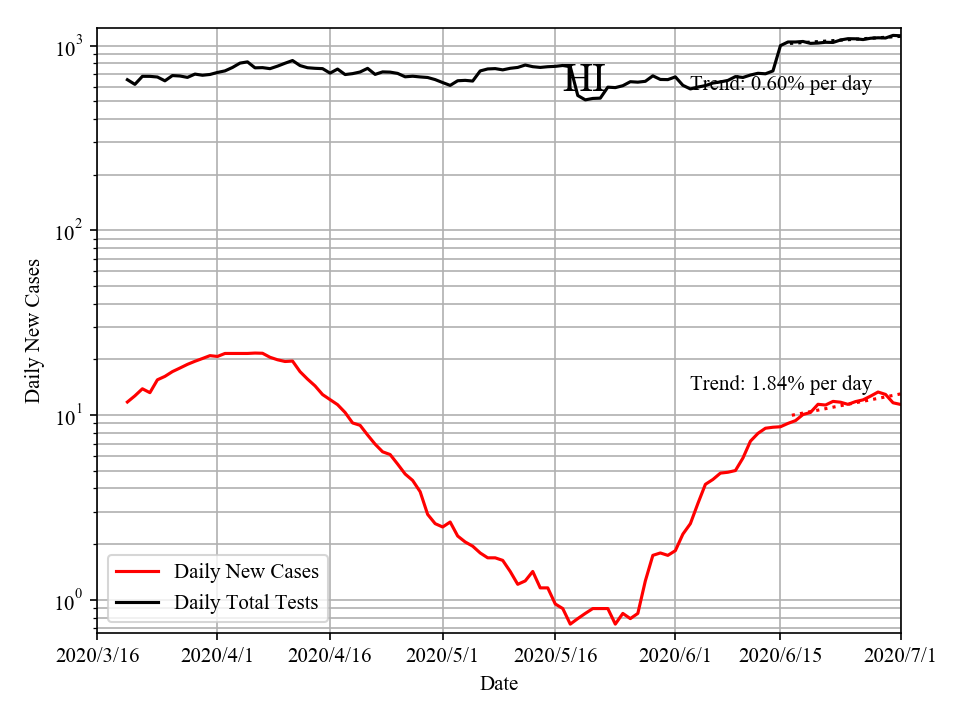 HI
10³
Trend: 0.60% per day
10²
Daily New Cases
Trend: 1.84% per day
10¹
Daily New Cases
10⁰
Daily Total Tests
2020/3/16 2020/4/1 2020/4/16 2020/5/1 2020/5/16 2020/6/1 2020/6/15 2020/7/1
Date